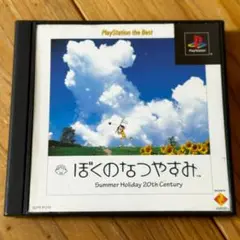 PlayStation the Best
PlayStation
ぼくのなつやすみ
Summer Holiday 20th Century